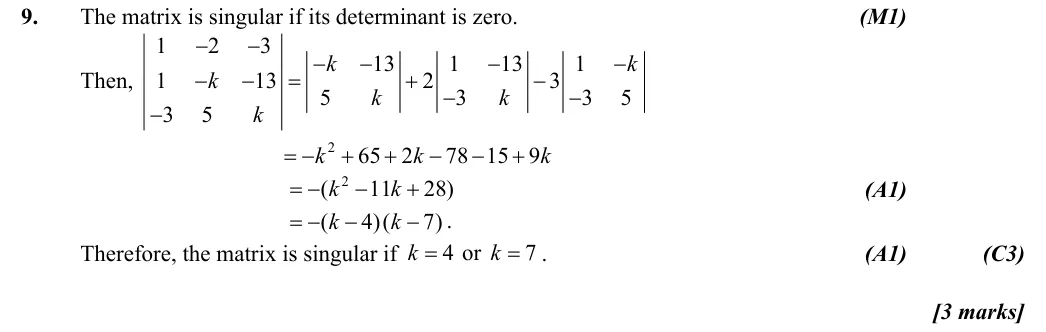 9. The matrix is singular if its determinant is zero. (M1)
Then, | 1 −2 −3 |
| 1 −k −13 |
| −3 5 k | = | −k −13 |
| 5 k | + 2 | 1 −13 |
| −3 k | − 3 | 1 −k |
| −3 5 |
= −k² + 65 + 2k − 78 − 15 + 9k
= −(k² − 11k + 28) (A1)
= −(k − 4)(k − 7) .
Therefore, the matrix is singular if k = 4 or k = 7 . (A1) (C3)
[3 marks]